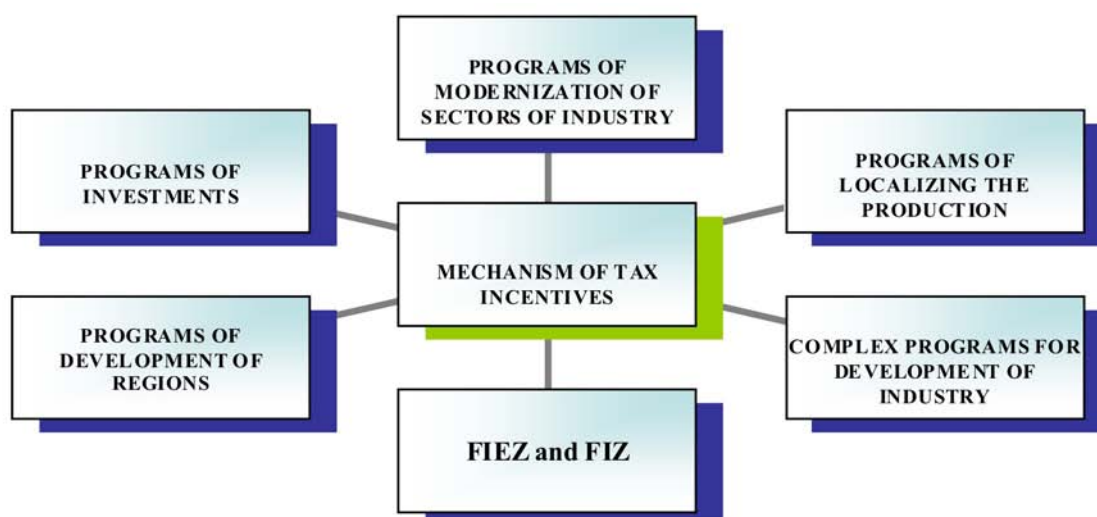 PROGRAMS OF
MODERNIZATION OF
SECTORS OF INDUSTRY
PROGRAMS OF
INVESTMENTS
PROGRAMS OF
LOCALIZING THE
PRODUCTION
MECHANISM OF TAX
INCENTIVES
PROGRAMS OF
DEVELOPMENT OF
REGIONS
COMPLEX PROGRAMS FOR
DEVELOPMENT OF
INDUSTRY
FIEZ and FIZ